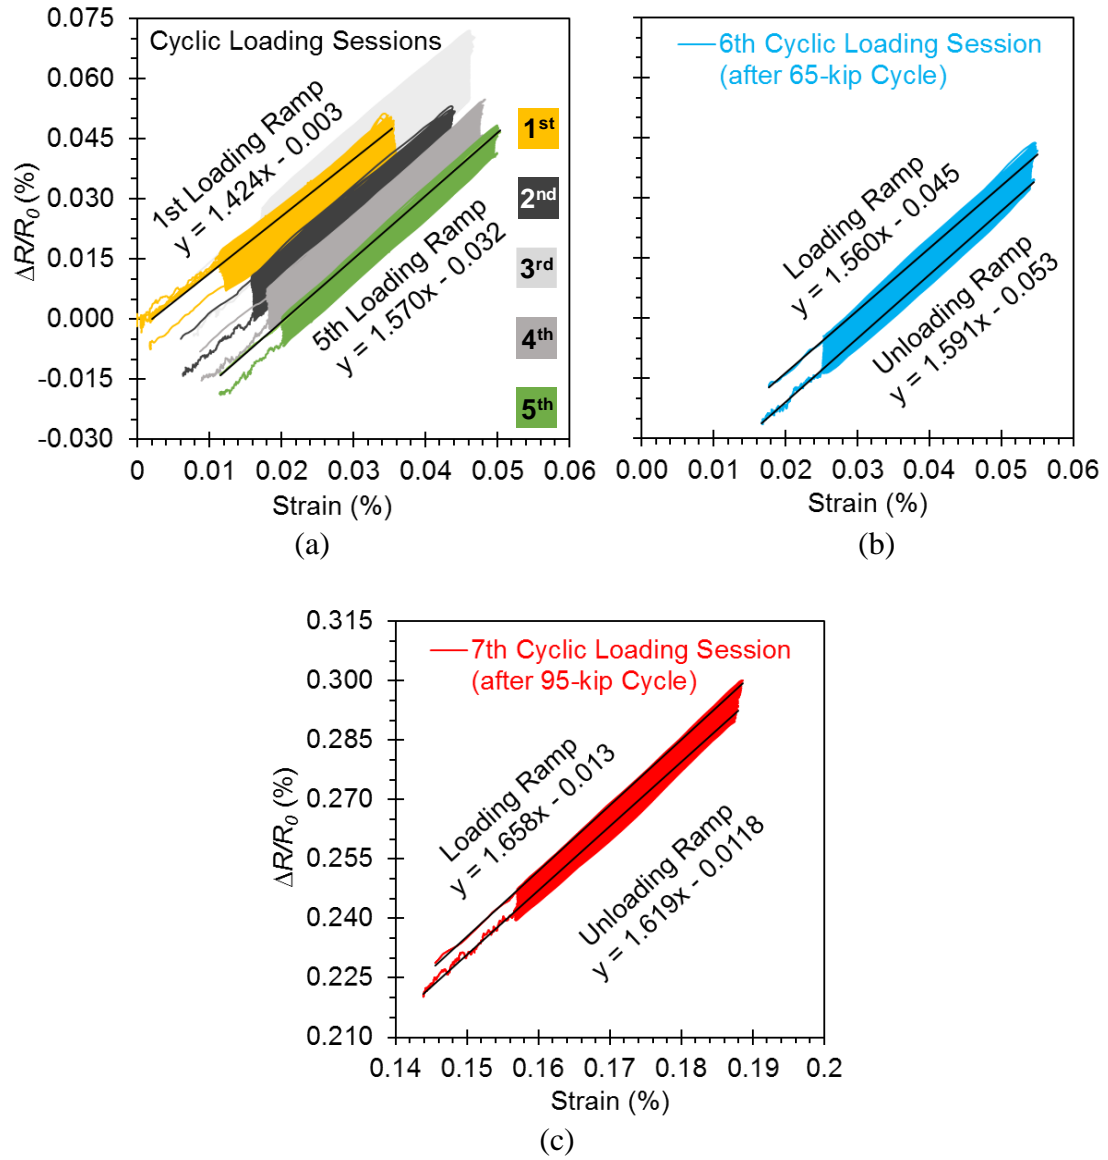 Cyclic Loading Sessions
0.075
0.060
0.045
0.030
0.015
0.000
-0.015
-0.030
ΔR/R0 (%)
1st Loading Ramp
y = 1.424x - 0.003
5th Loading Ramp
y = 1.570x - 0.032
1st
2nd
3rd
4th
5th
0 0.01 0.02 0.03 0.04 0.05 0.06
Strain (%)
(a)
6th Cyclic Loading Session
(after 65-kip Cycle)
Loading Ramp
y = 1.560x - 0.045
Unloading Ramp
y = 1.591x - 0.053
0.00 0.01 0.02 0.03 0.04 0.05 0.06
Strain (%)
(b)
7th Cyclic Loading Session
(after 95-kip Cycle)
0.315
0.300
0.285
0.270
0.255
0.240
0.225
0.210
ΔR/R0 (%)
Loading Ramp
y = 1.658x - 0.013
Unloading Ramp
y = 1.619x - 0.0118
0.14 0.15 0.16 0.17 0.18 0.19 0.2
Strain (%)
(c)